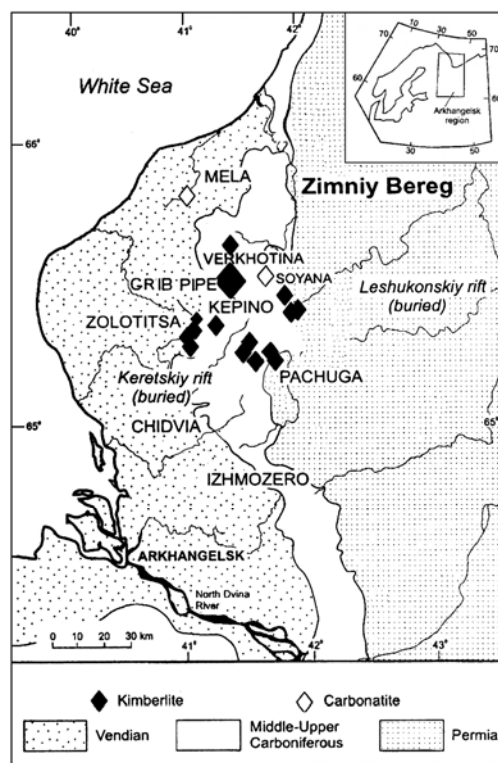 40
41
42
30
50
70
70
60
60
30
50
Arkhangelsk
region
White Sea
66
MELA
Zimniy Bereg
VERKHOTINA
GRIB PIPE
SOYANA
KEPINO
Leshukonskiy rift
(buried)
ZOLOTITSA
Keretskiy rift
(buried)
PACHUGA
CHIDVIA
65
65
IZHMOZERO
ARKHANGELSK
North Dvina
River
0 10 20 30 km
41
42
43
Kimberlite
Carbonatite
Vendian
Middle-Upper
Carboniferous
Permia